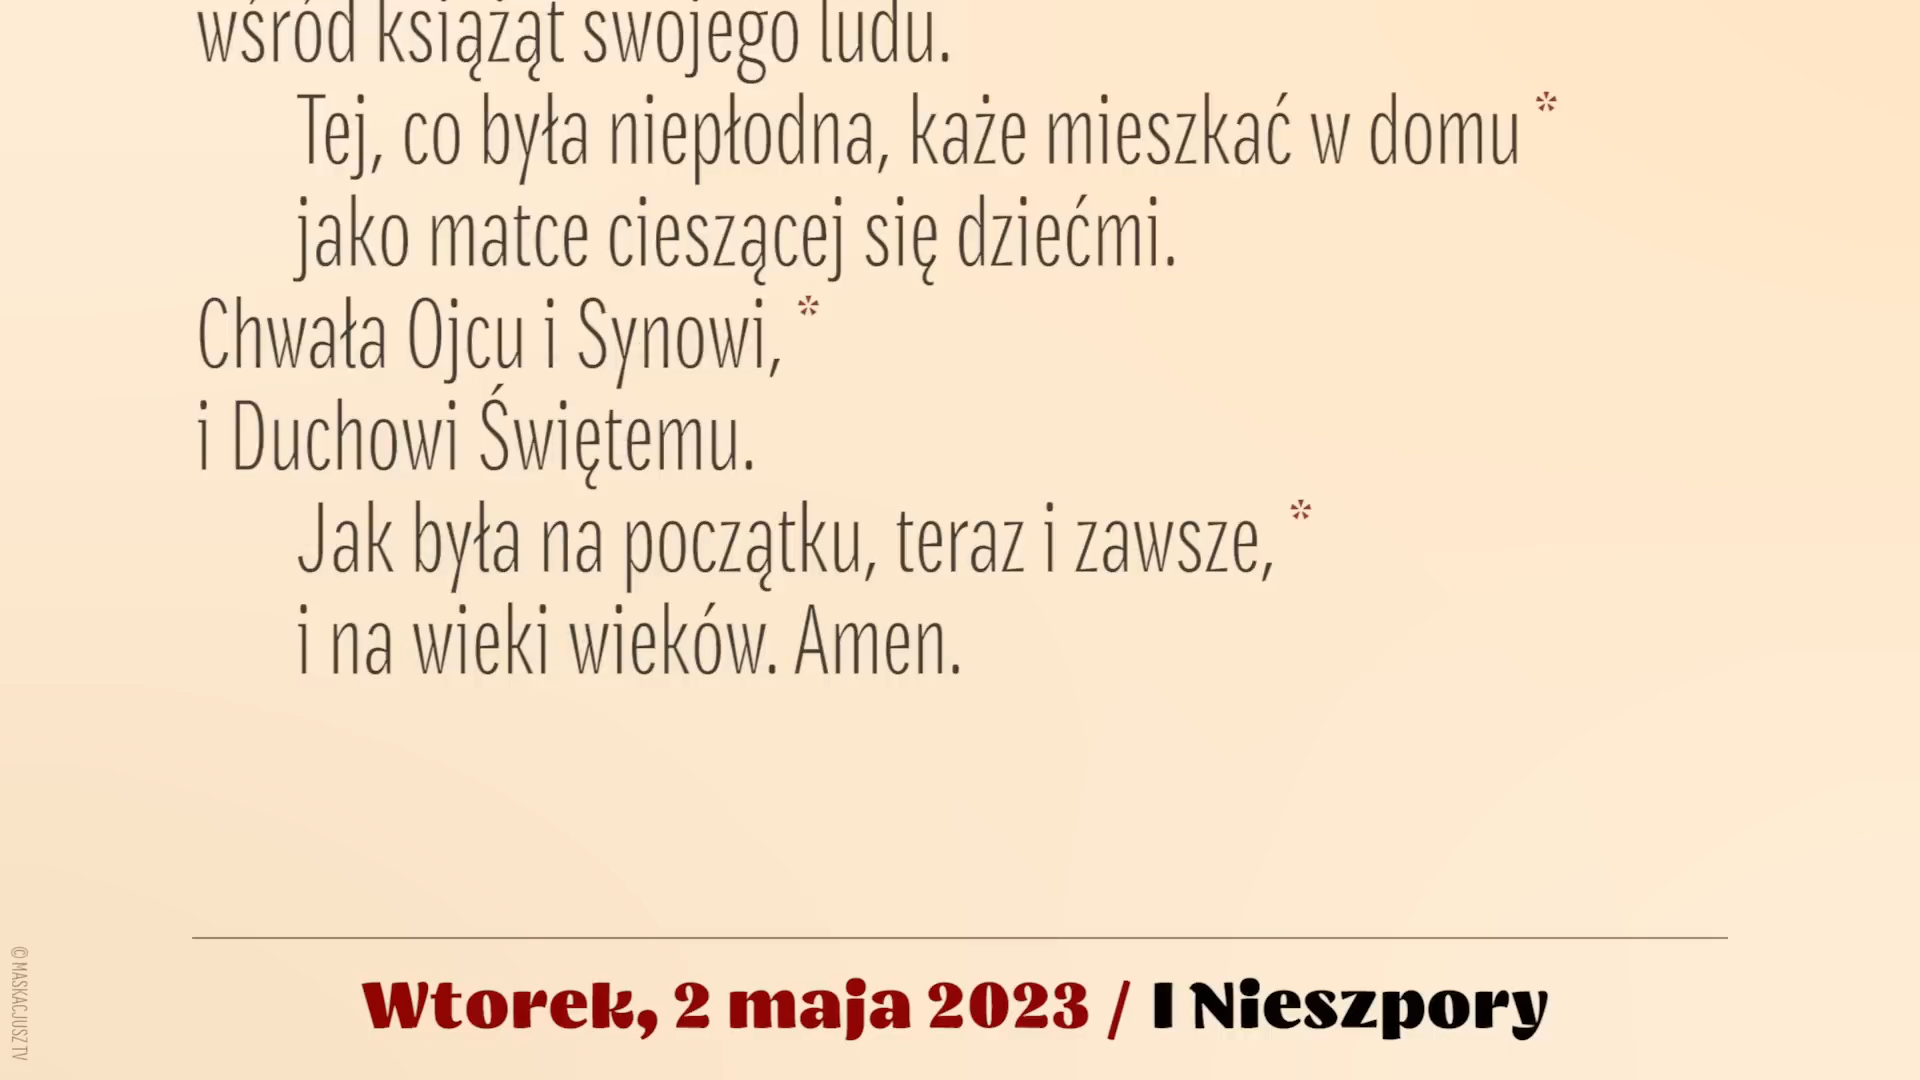 wśród książąt swojego ludu.
Tej, co była niepłodna, każe mieszkać w domu *
jako matce cieszącej się dziećmi.
Chwała Ojcu i Synowi, *
i Duchowi Świętemu.
Jak była na początku, teraz i zawsze, *
i na wieki wieków. Amen.
Wtorek, 2 maja 2023 / I Nieszpory
© MASKACJUSZ TV